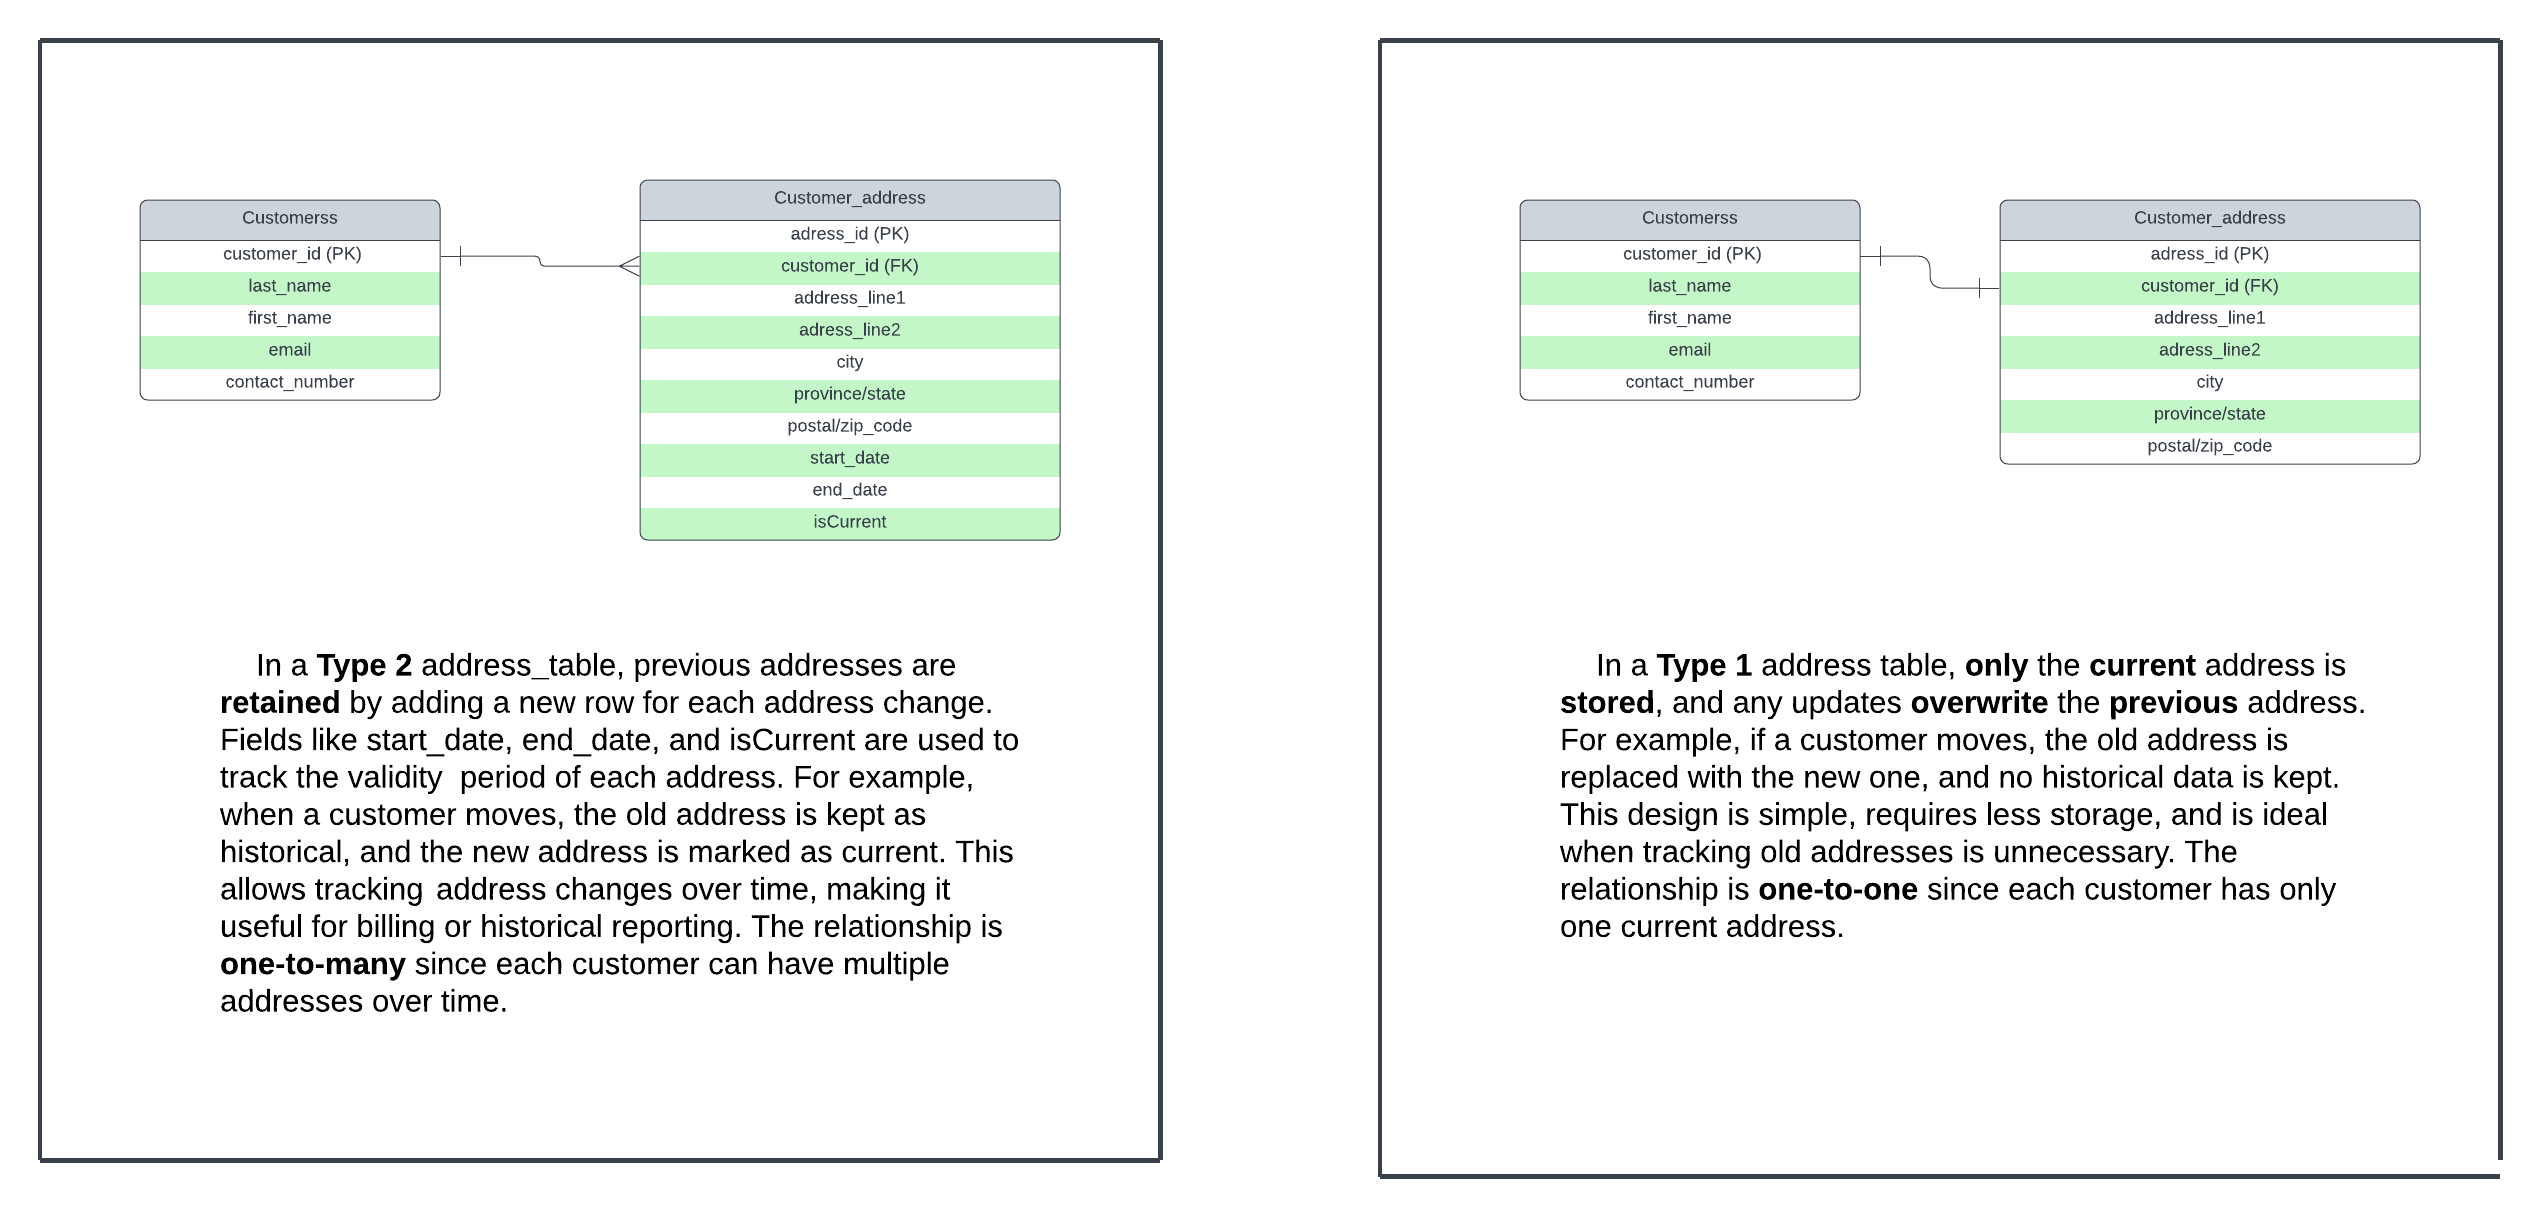 Customerss
customer_id (PK)
last_name
first_name
email
contact_number
Customer_address
adress_id (PK)
customer_id (FK)
address_line1
adress_line2
city
province/state
postal/zip_code
start_date
end_date
isCurrent
In a Type 2 address_table, previous addresses are
retained by adding a new row for each address change.
Fields like start_date, end_date, and isCurrent are used to
track the validity  period of each address. For example,
when a customer moves, the old address is kept as
historical, and the new address is marked as current. This
allows tracking address changes over time, making it
useful for billing or historical reporting. The relationship is
one-to-many since each customer can have multiple
addresses over time.
Customerss
customer_id (PK)
last_name
first_name
email
contact_number
Customer_address
adress_id (PK)
customer_id (FK)
address_line1
adress_line2
city
province/state
postal/zip_code
In a Type 1 address table, only the current address is
stored, and any updates overwrite the previous address.
For example, if a customer moves, the old address is
replaced with the new one, and no historical data is kept.
This design is simple, requires less storage, and is ideal
when tracking old addresses is unnecessary. The
relationship is one-to-one since each customer has only
one current address.